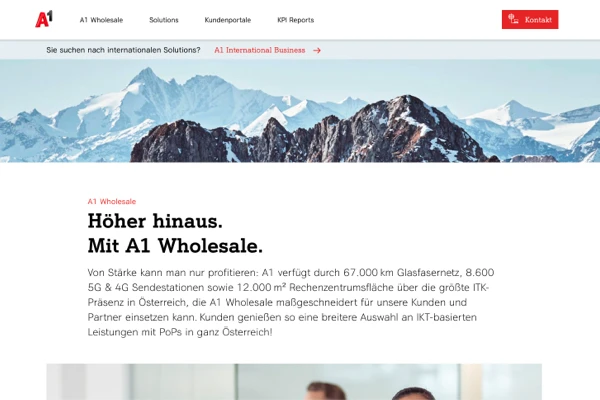 A1
A1 Wholesale
Solutions
Kundenportale
KPI Reports
Kontakt
Sie suchen nach internationalen Solutions?
A1 International Business
A1 Wholesale
Höher hinaus.
Mit A1 Wholesale.
Von Stärke kann man nur profitieren: A1 verfügt durch 67.000 km Glasfasernetz, 8.600
5G & 4G Sendestationen sowie 12.000 m² Rechenzentrumsfläche über die größte ITK-
Präsenz in Österreich, die A1 Wholesale maßgeschneidert für unsere Kunden und
Partner einsetzen kann. Kunden genießen so eine breitere Auswahl an IKT-basierten
Leistungen mit PoPs in ganz Österreich!